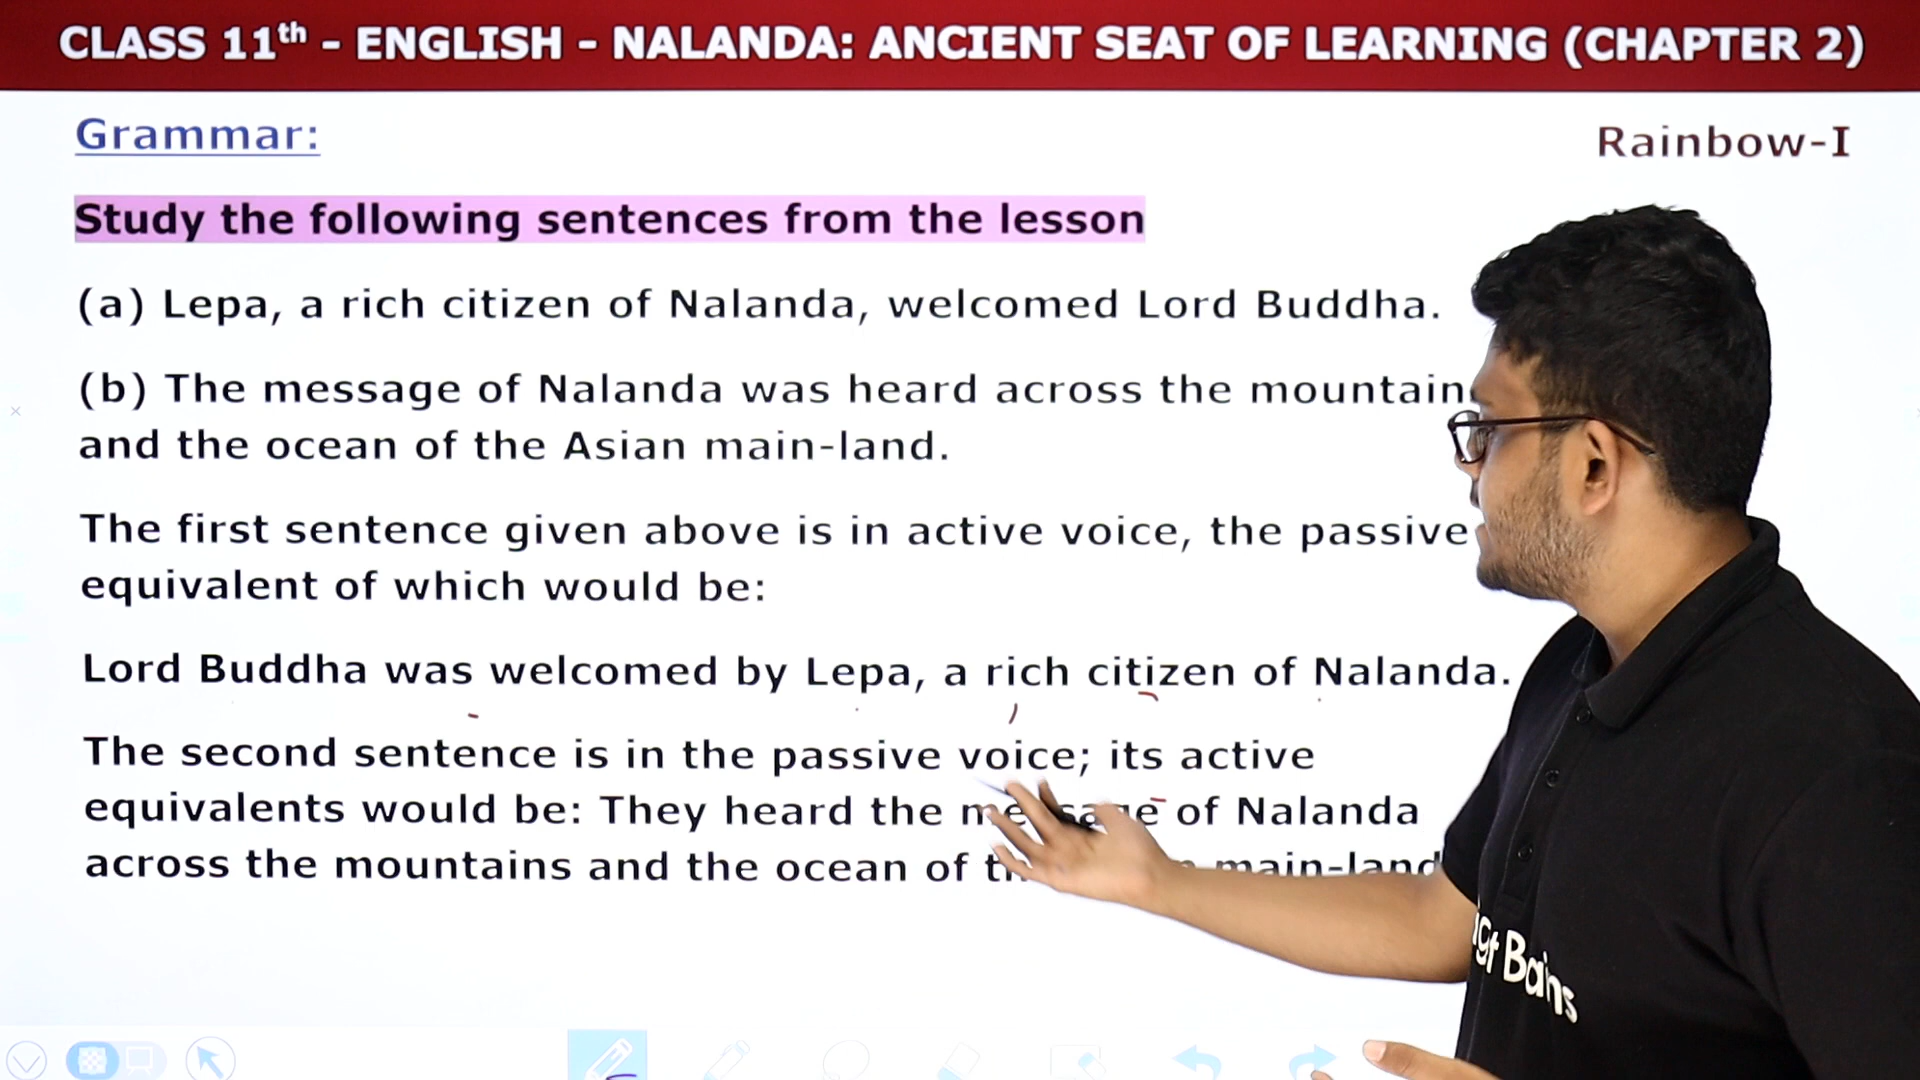 CLASS 11th - ENGLISH - NALANDA: ANCIENT SEAT OF LEARNING (CHAPTER 2)
Grammar:
Rainbow-I
Study the following sentences from the lesson
(a) Lepa, a rich citizen of Nalanda, welcomed Lord Buddha.
(b) The message of Nalanda was heard across the mountain
and the ocean of the Asian main-land.
The first sentence given above is in active voice, the passive
equivalent of which would be:
Lord Buddha was welcomed by Lepa, a rich citizen of Nalanda.
The second sentence is in the passive voice; its active
equivalents would be: They heard the message of Nalanda
across the mountains and the ocean of main-land